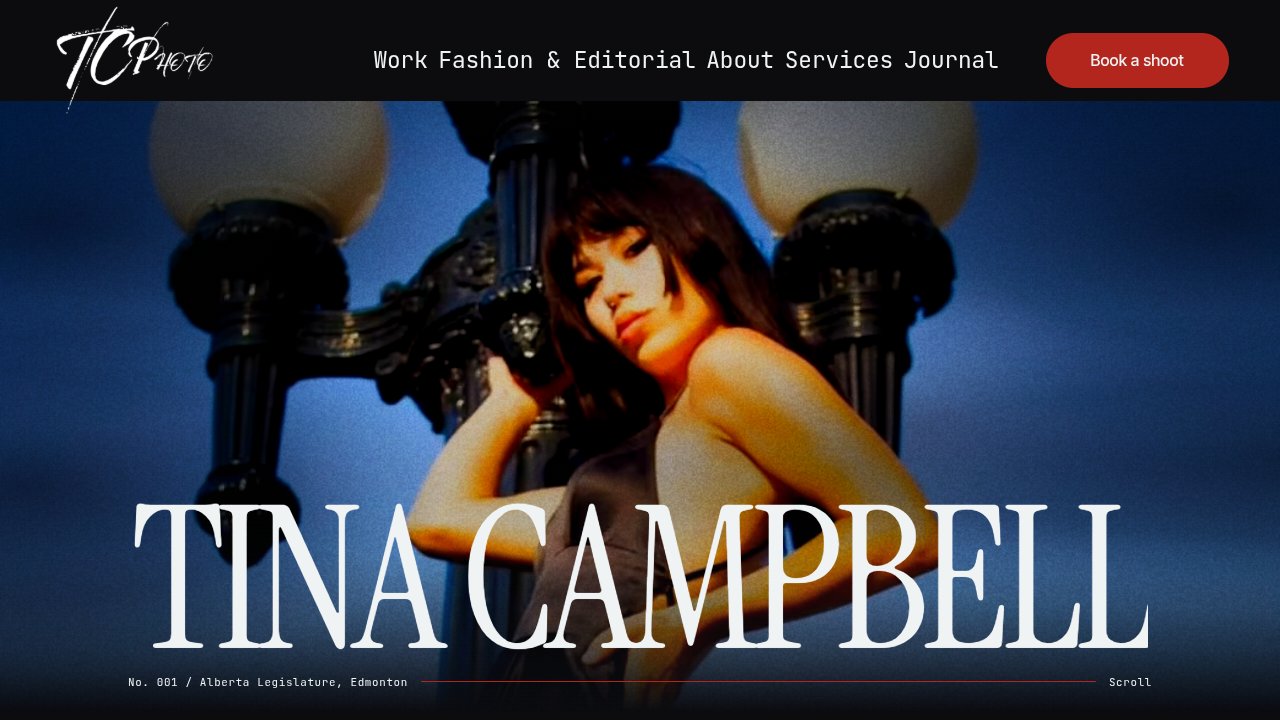 TCPHOTO
Work Fashion & Editorial About Services Journal
Book a shoot
TINA CAMPBELL
No. 001 / Alberta Legislature, Edmonton
Scroll